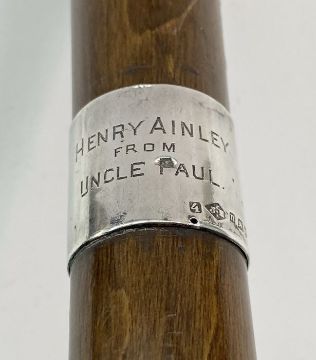 HENRY AINLEY
FROM
UNCLE PAUL.